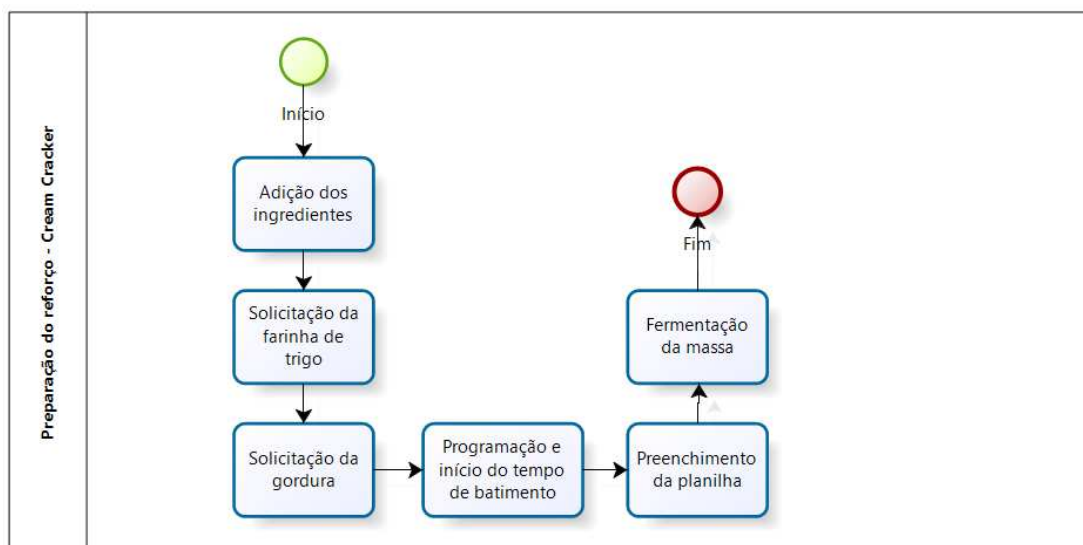 Preparação do reforço - Cream Cracker
Início
Adição dos
ingredientes
Solicitação da
farinha de
trigo
Solicitação da
gordura
Programação e
início do tempo
de batimento
Preenchimento
da planilha
Fermentação
da massa
Fim